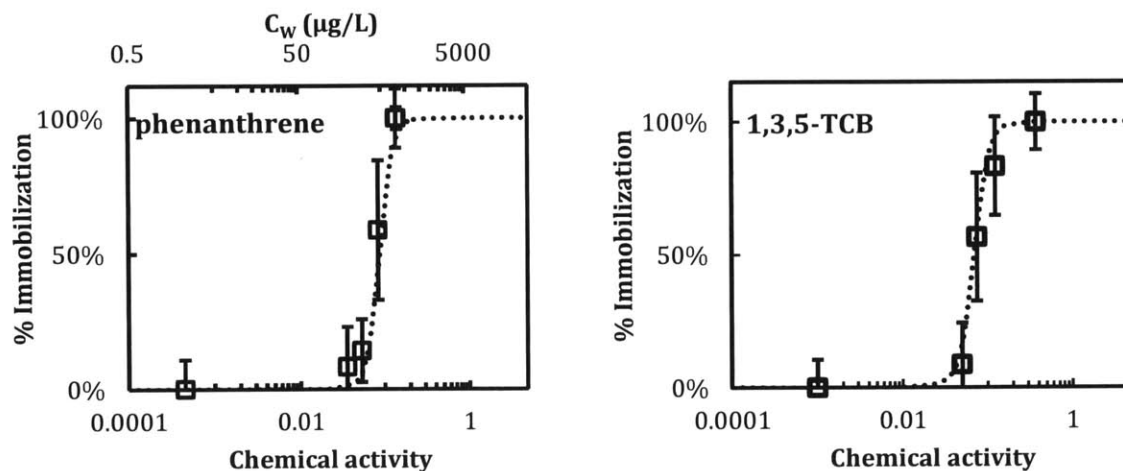 C_W (µg/L)
0.5 50 5000
100%
phenanthrene
50%
0%
% Immobilization
0.0001 0.01 1
Chemical activity
100%
1,3,5-TCB
50%
0%
% Immobilization
0.0001 0.01 1
Chemical activity